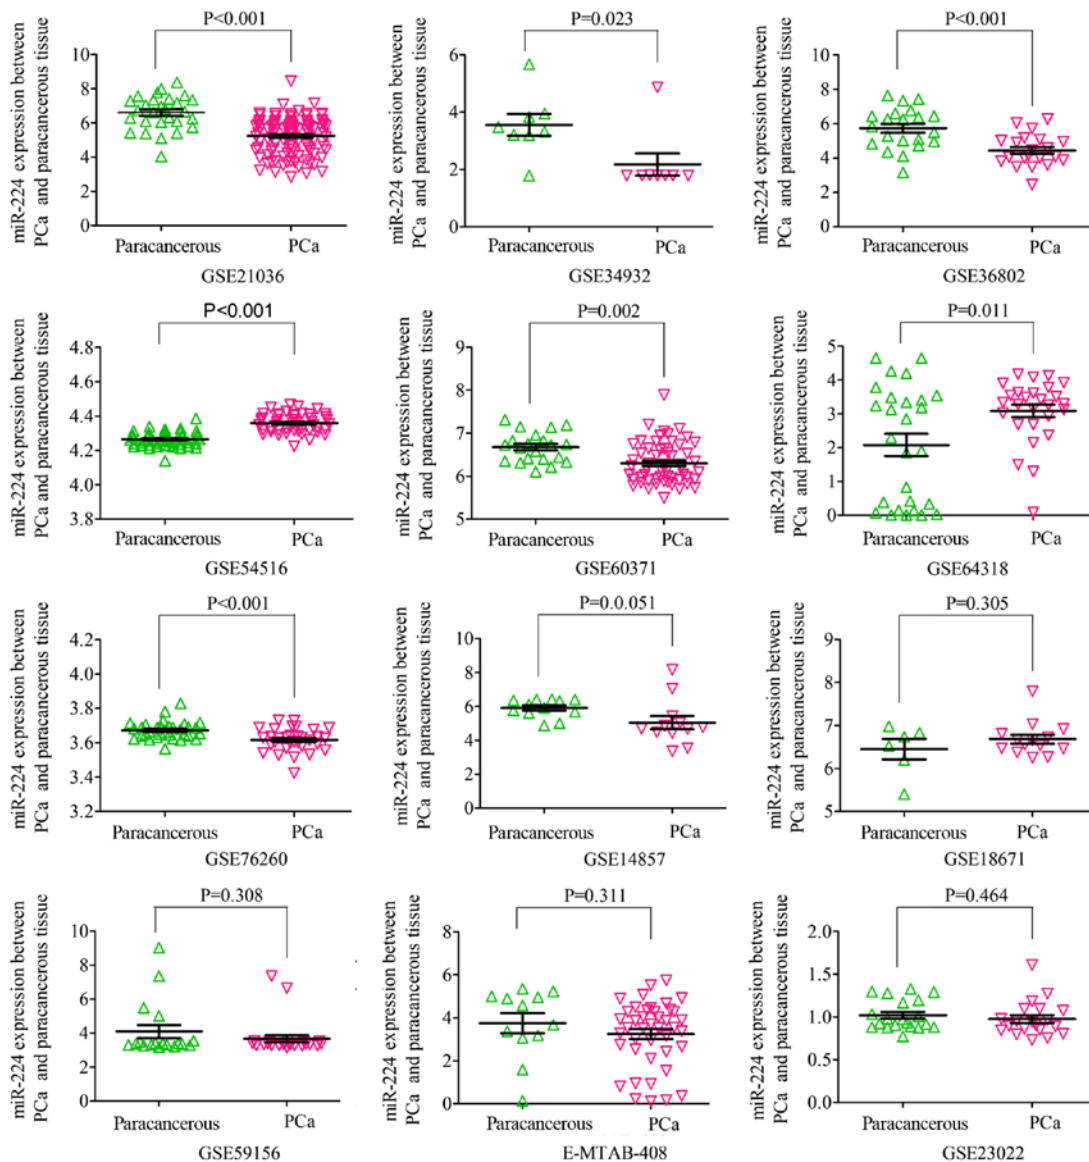 P<0.001
miR-224 expression between
PCa and paracancerous tissue
10
8
6
4
2
0
Paracancerous
PCa
GSE21036
P=0.023
miR-224 expression between
PCa and paracancerous tissue
6
4
2
0
Paracancerous
PCa
GSE34932
P<0.001
miR-224 expression between
PCa and paracancerous tissue
10
8
6
4
2
0
Paracancerous
PCa
GSE36802
P<0.001
miR-224 expression between
PCa and paracancerous tissue
4.8
4.6
4.4
4.2
4.0
3.8
Paracancerous
PCa
GSE54516
P=0.002
miR-224 expression between
PCa and paracancerous tissue
9
8
7
6
5
Paracancerous
PCa
GSE60371
P=0.011
miR-224 expression between
PCa and paracancerous tissue
5
4
3
2
1
0
Paracancerous
PCa
GSE64318
P<0.001
miR-224 expression between
PCa and paracancerous tissue
4.2
4.0
3.8
3.6
3.4
3.2
Paracancerous
PCa
GSE76260
P=0.0.051
miR-224 expression between
PCa and paracancerous tissue
10
8
6
4
2
0
Paracancerous
PCa
GSE14857
P=0.305
miR-224 expression between
PCa and paracancerous tissue
9
8
7
6
5
Paracancerous
PCa
GSE18671
P=0.308
miR-224 expression between
PCa and paracancerous tissue
10
8
6
4
2
0
Paracancerous
PCa
GSE59156
P=0.311
miR-224 expression between
PCa and paracancerous tissue
8
6
4
2
0
Paracancerous
PCa
E-MTAB-408
P=0.464
miR-224 expression between
PCa and paracancerous tissue
2.0
1.5
1.0
0.5
0.0
Paracancerous
PCa
GSE23022